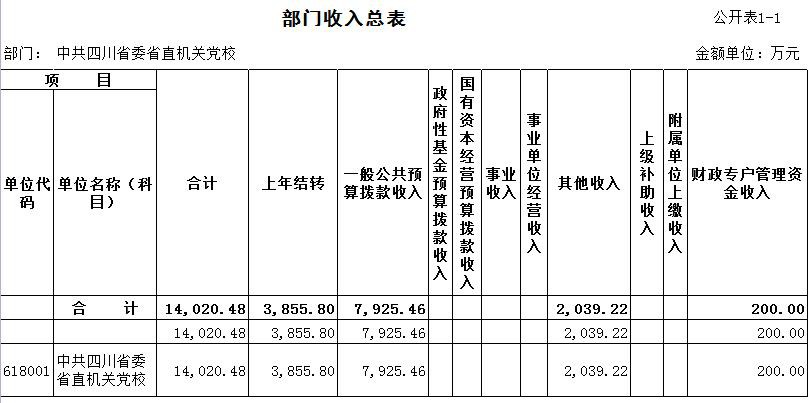 部门收入总表
公开表1-1
部门: 中共四川省委省直机关党校
金额单位: 万元
项 目
单位代码
单位名称（科目）
合计
上年结转
一般公共预算拨款收入
政府性基金预算拨款收入
国有资本经营预算拨款收入
事业收入
事业单位经营收入
其他收入
上级补助收入
附属单位上缴收入
财政专户管理资金收入
合 计 14,020.48 3,855.80 7,925.46 2,039.22 200.00
14,020.48 3,855.80 7,925.46 2,039.22 200.00
618001 中共四川省委省直机关党校 14,020.48 3,855.80 7,925.46 2,039.22 200.00